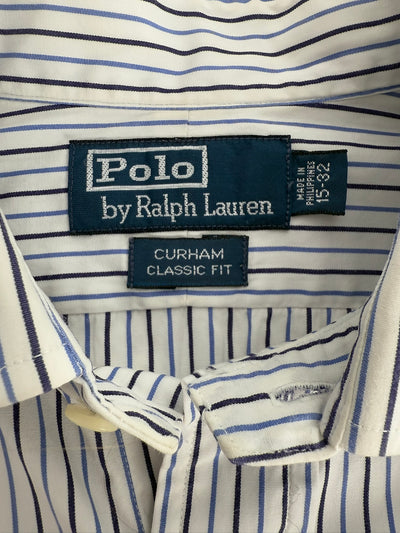 Polo
by Ralph Lauren
MADE IN
PHILIPPINES
15-32
CURHAM
CLASSIC FIT